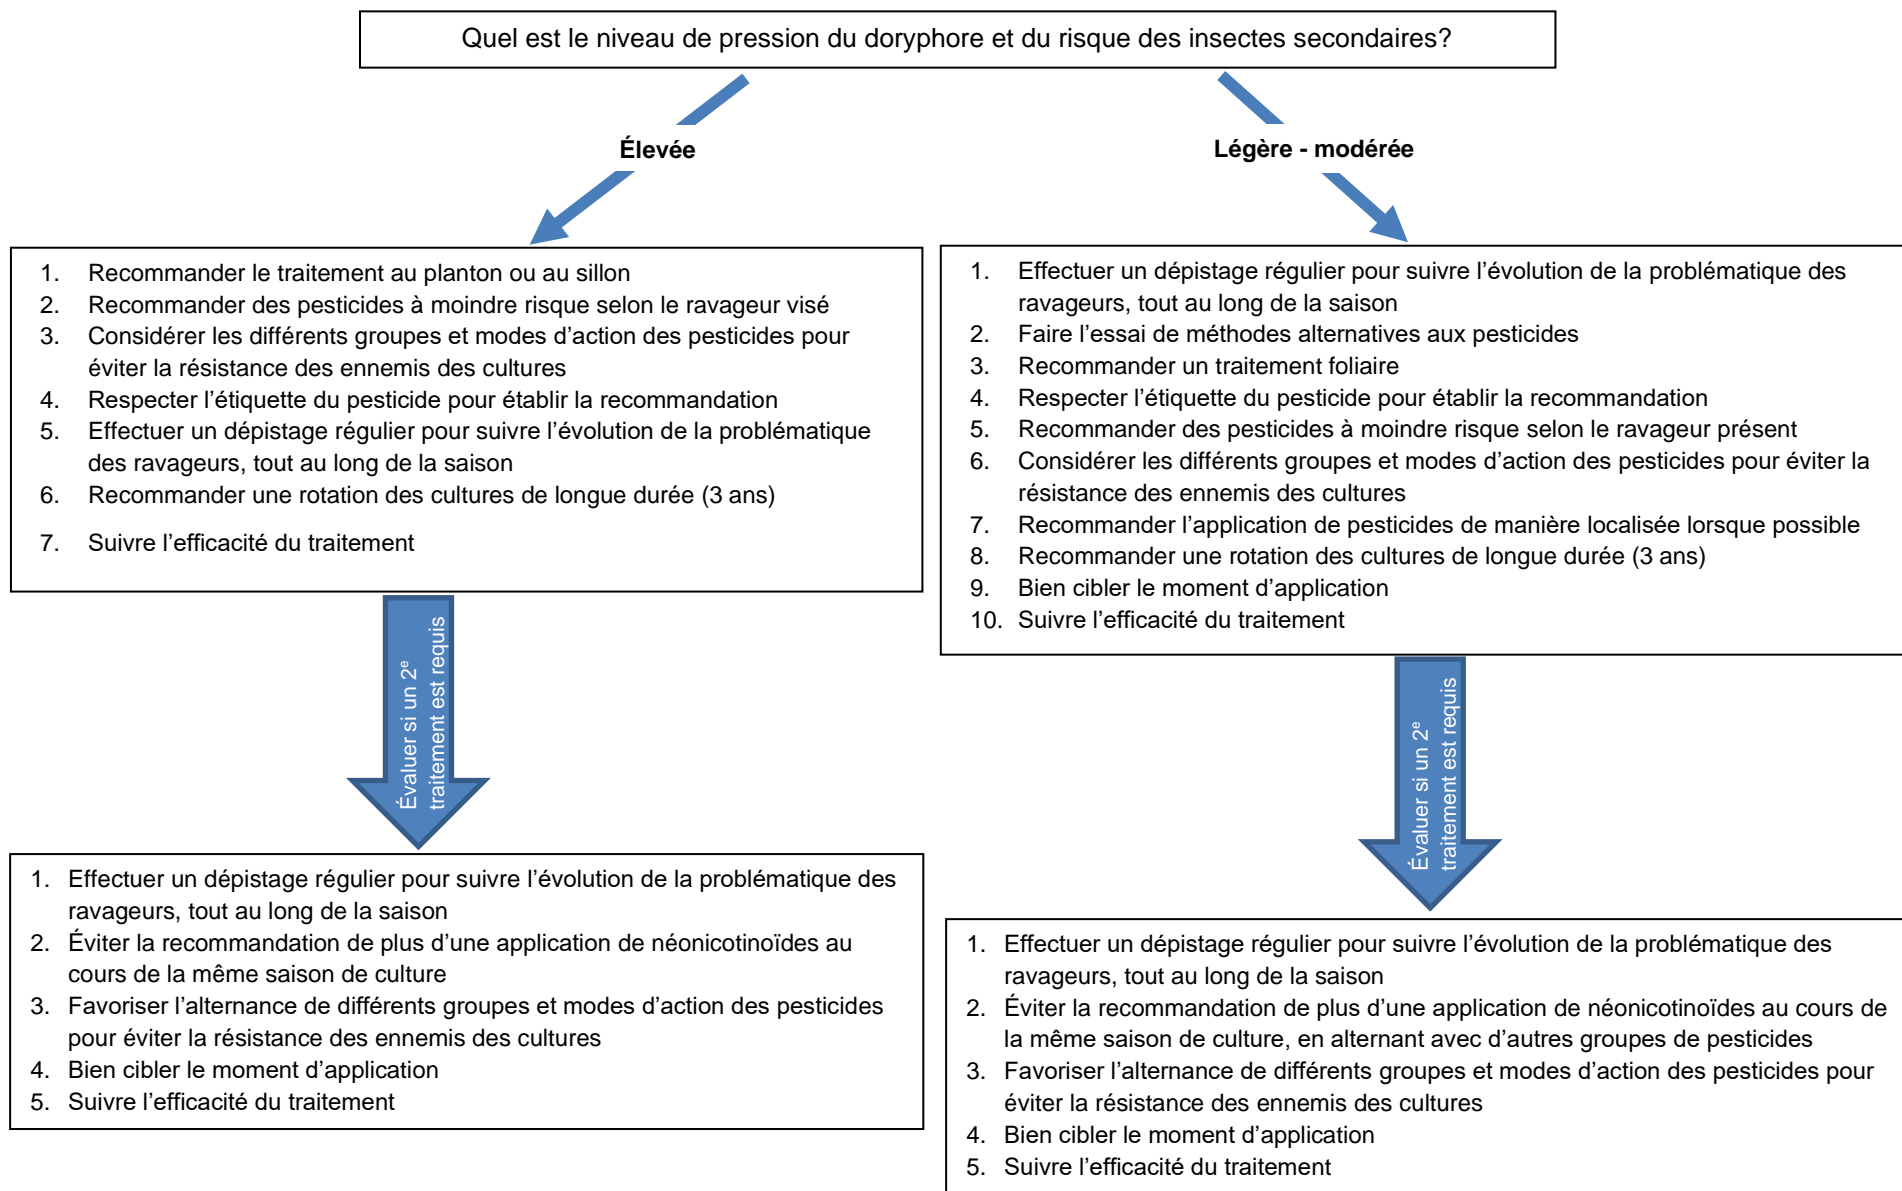 Quel est le niveau de pression du doryphore et du risque des insectes secondaires?
Élevée
Légère - modérée
1. Recommander le traitement au planton ou au sillon
2. Recommander des pesticides à moindre risque selon le ravageur visé
3. Considérer les différents groupes et modes d’action des pesticides pour
éviter la résistance des ennemis des cultures
4. Respecter l’étiquette du pesticide pour établir la recommandation
5. Effectuer un dépistage régulier pour suivre l’évolution de la problématique
des ravageurs, tout au long de la saison
6. Recommander une rotation des cultures de longue durée (3 ans)
7. Suivre l’efficacité du traitement
1. Effectuer un dépistage régulier pour suivre l’évolution de la problématique des
ravageurs, tout au long de la saison
2. Faire l’essai de méthodes alternatives aux pesticides
3. Recommander un traitement foliaire
4. Respecter l’étiquette du pesticide pour établir la recommandation
5. Recommander des pesticides à moindre risque selon le ravageur présent
6. Considérer les différents groupes et modes d’action des pesticides pour éviter la
résistance des ennemis des cultures
7. Recommander l’application de pesticides de manière localisée lorsque possible
8. Recommander une rotation des cultures de longue durée (3 ans)
9. Bien cibler le moment d’application
10. Suivre l’efficacité du traitement
Évaluer si un 2e
traitement est requis
Évaluer si un 2e
traitement est requis
1. Effectuer un dépistage régulier pour suivre l’évolution de la problématique des
ravageurs, tout au long de la saison
2. Éviter la recommandation de plus d’une application de néonicotinoïdes au
cours de la même saison de culture
3. Favoriser l’alternance de différents groupes et modes d’action des pesticides
pour éviter la résistance des ennemis des cultures
4. Bien cibler le moment d’application
5. Suivre l’efficacité du traitement
1. Effectuer un dépistage régulier pour suivre l’évolution de la problématique des
ravageurs, tout au long de la saison
2. Éviter la recommandation de plus d’une application de néonicotinoïdes au cours de
la même saison de culture, en alternant avec d’autres groupes de pesticides
3. Favoriser l’alternance de différents groupes et modes d’action des pesticides pour
éviter la résistance des ennemis des cultures
4. Bien cibler le moment d’application
5. Suivre l’efficacité du traitement